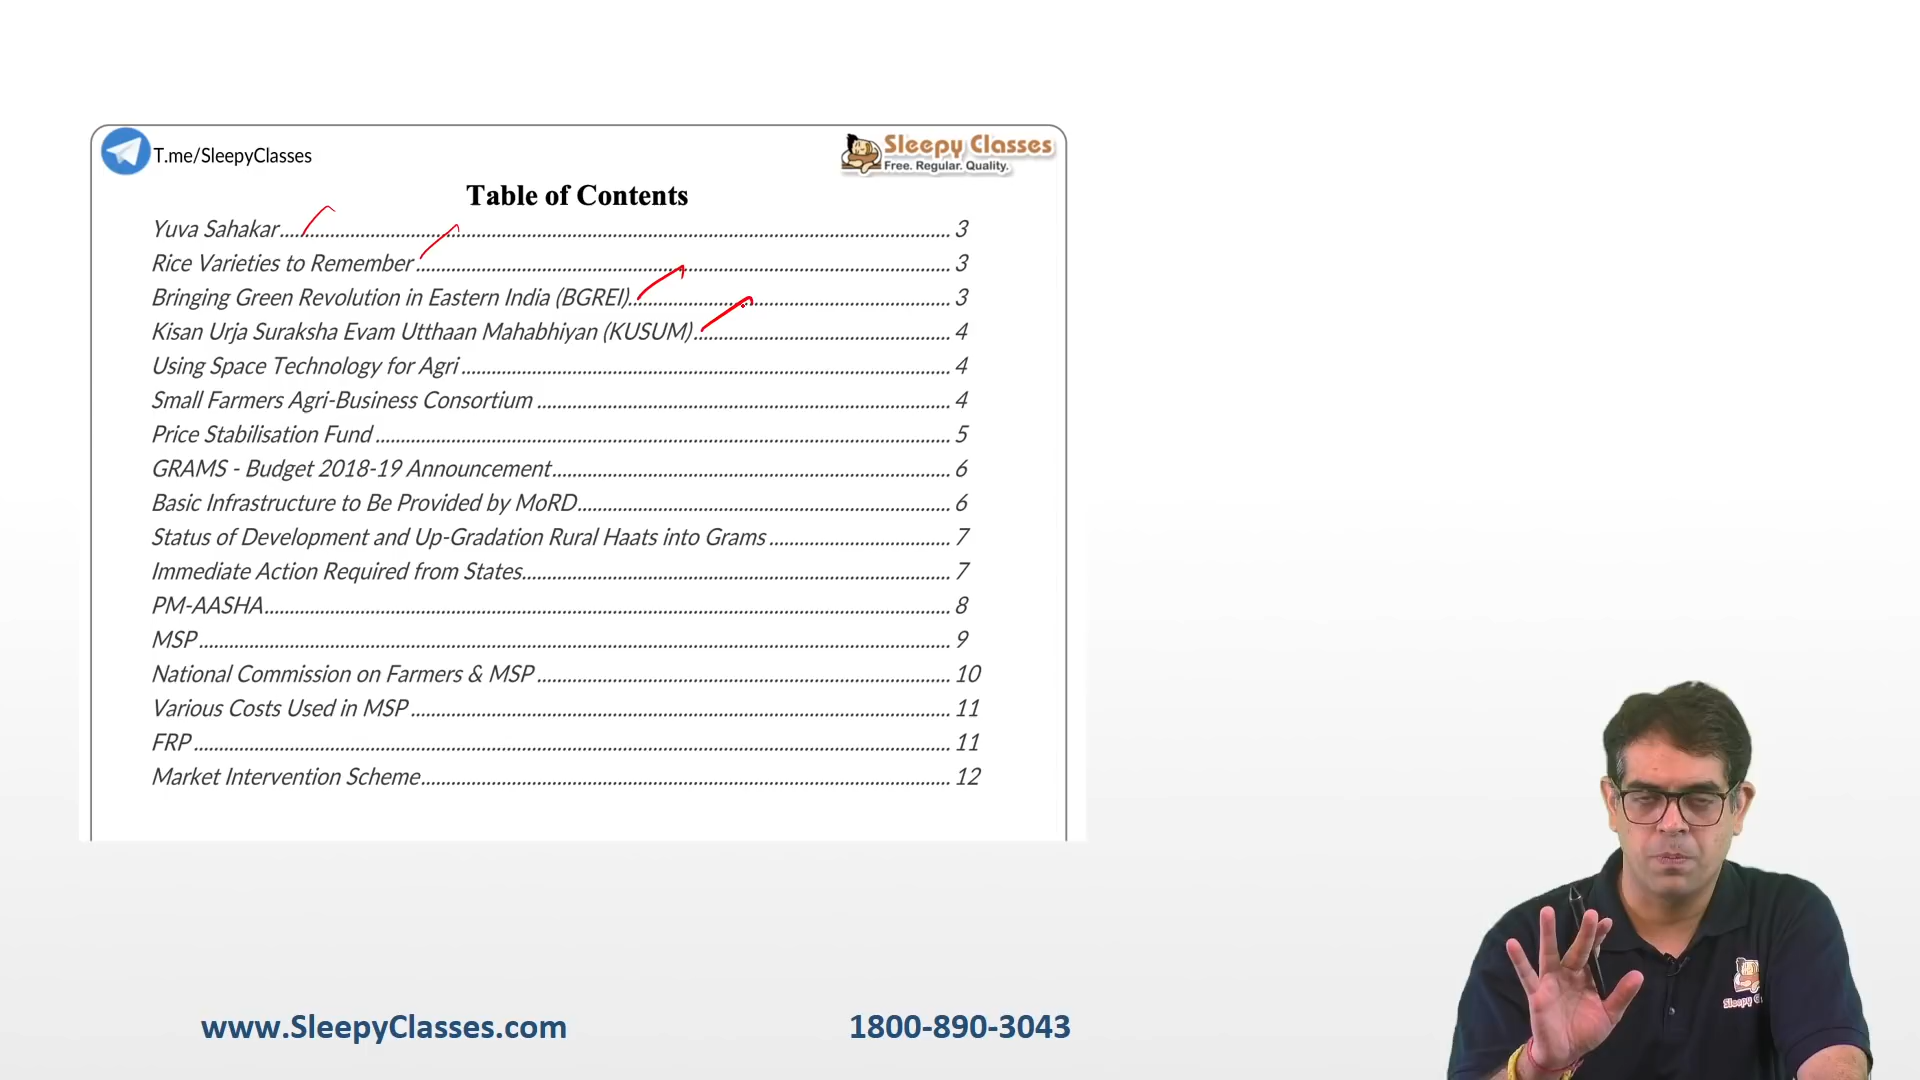 T.me/SleepyClasses
Sleepy Classes
Free. Regular. Quality.
Table of Contents
Yuva Sahakar 3
Rice Varieties to Remember 3
Bringing Green Revolution in Eastern India (BGREI) 3
Kisan Urja Suraksha Evam Utthaan Mahabhiyan (KUSUM) 4
Using Space Technology for Agri 4
Small Farmers Agri-Business Consortium 4
Price Stabilisation Fund 5
GRAMS - Budget 2018-19 Announcement 6
Basic Infrastructure to Be Provided by MoRD 6
Status of Development and Up-Gradation Rural Haats into Grams 7
Immediate Action Required from States 7
PM-AASHA 8
MSP 9
National Commission on Farmers & MSP 10
Various Costs Used in MSP 11
FRP 11
Market Intervention Scheme 12
Sleepy
www.SleepyClasses.com
1800-890-3043